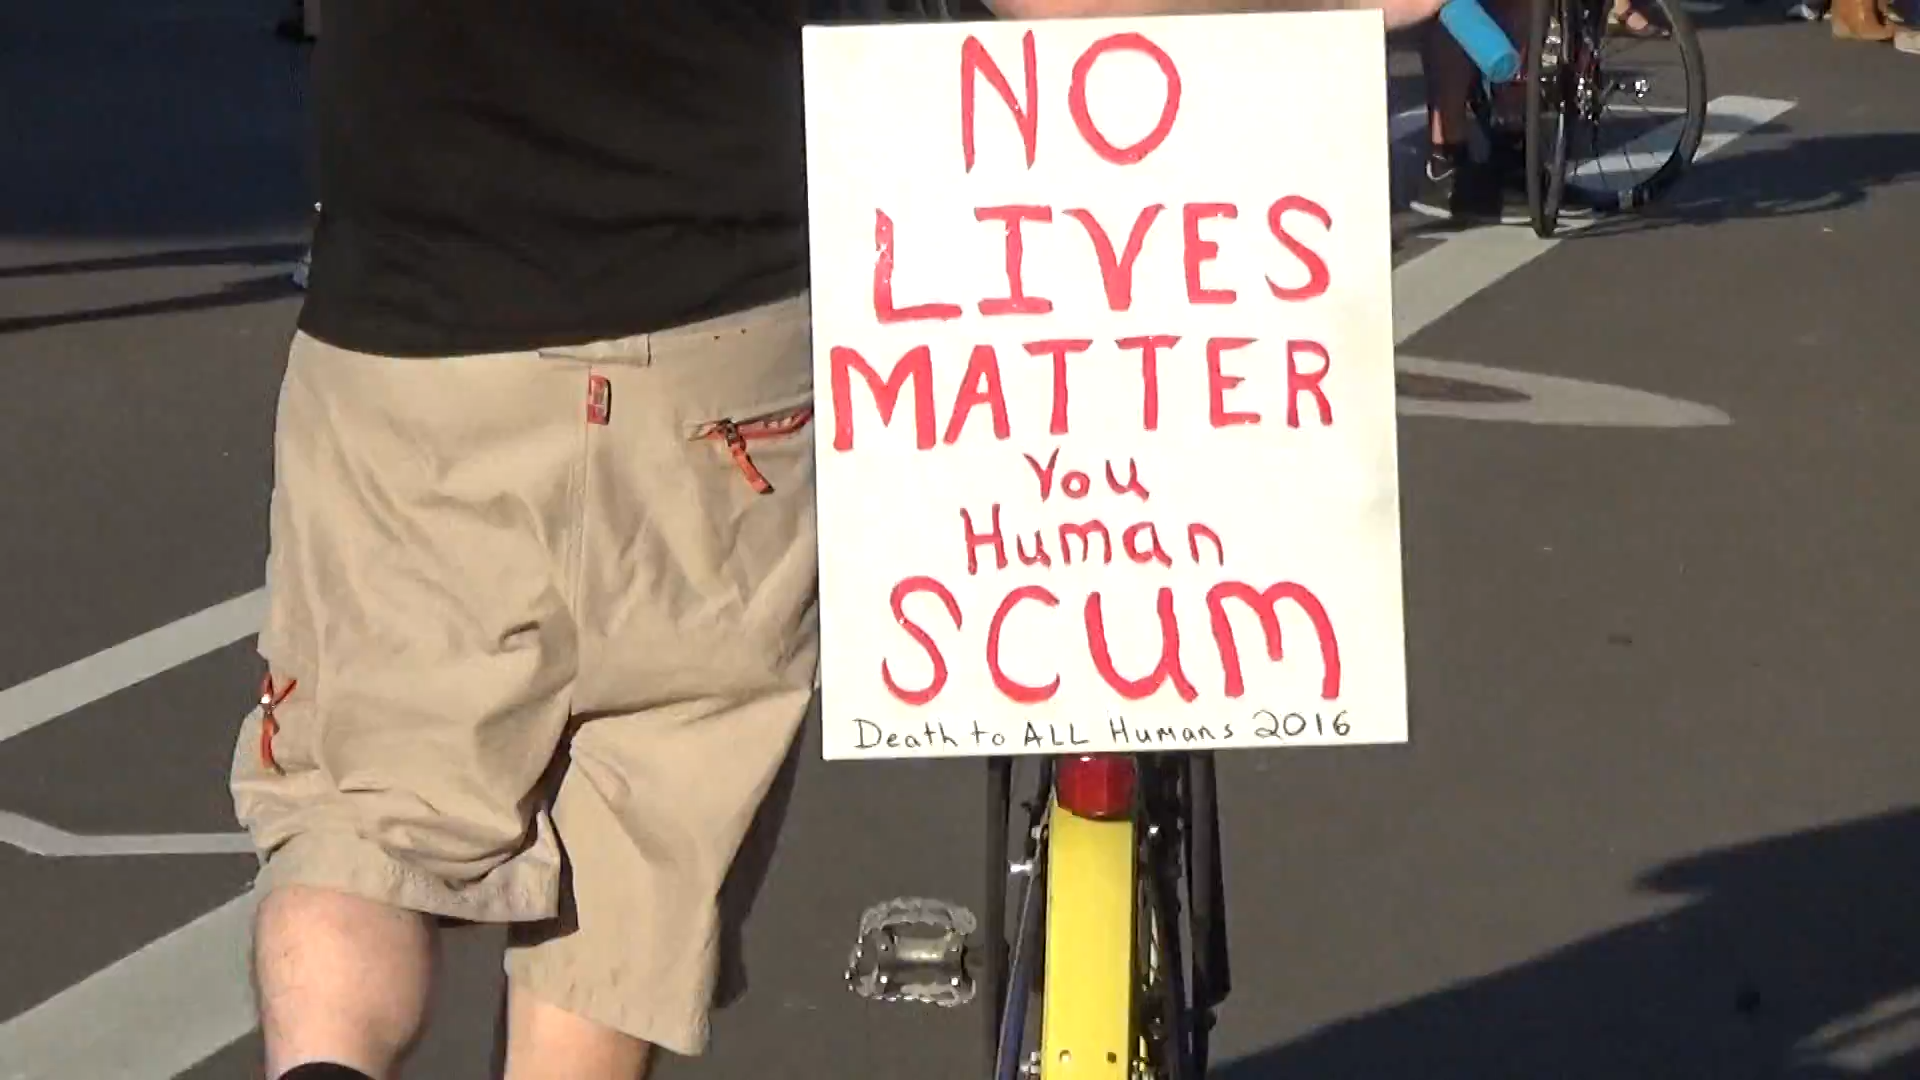 NO
LIVES
MATTER
You
Human
SCUM
Death to ALL Humans 2016